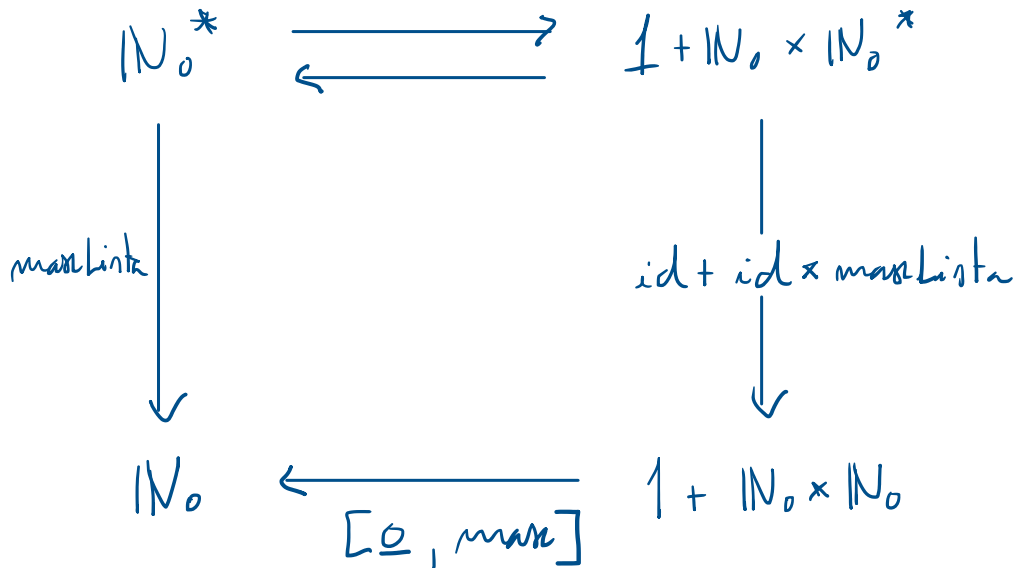 ℕ₀* 1 + ℕ₀ × ℕ₀*
maxLista id + id × maxLista
ℕ₀ 1 + ℕ₀ × ℕ₀
[0, max]